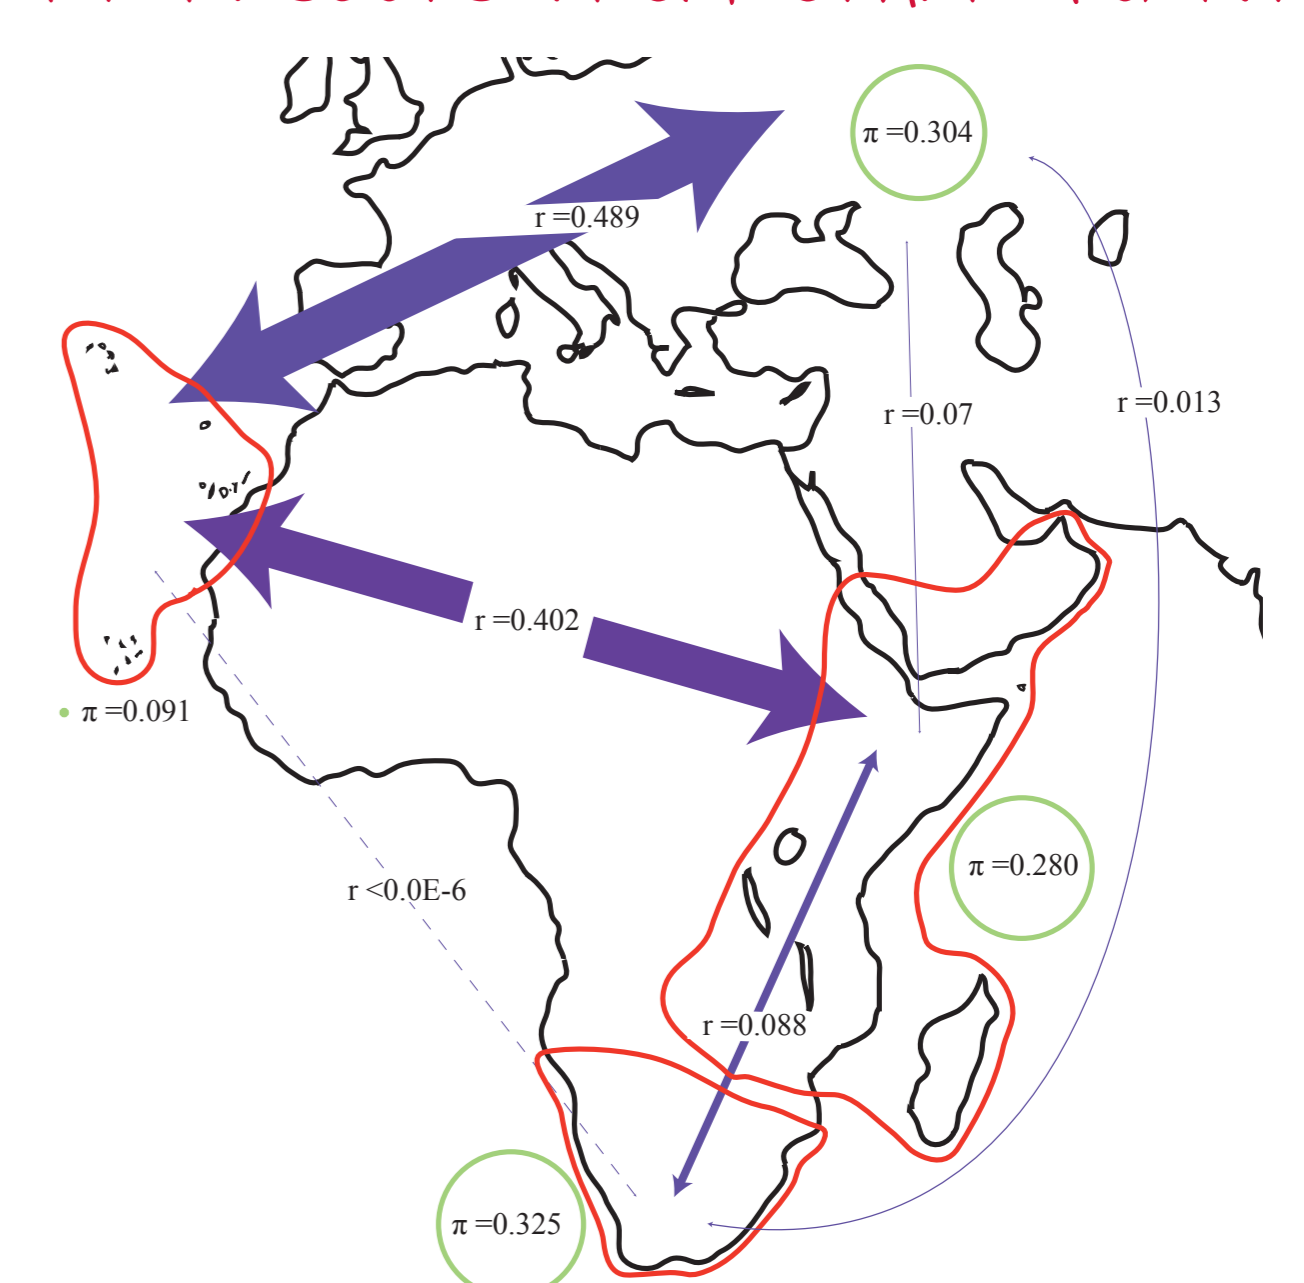 π =0.304
r =0.489
r =0.07
r =0.013
r =0.402
π =0.091
π =0.280
r <0.0E-6
r =0.088
π =0.325